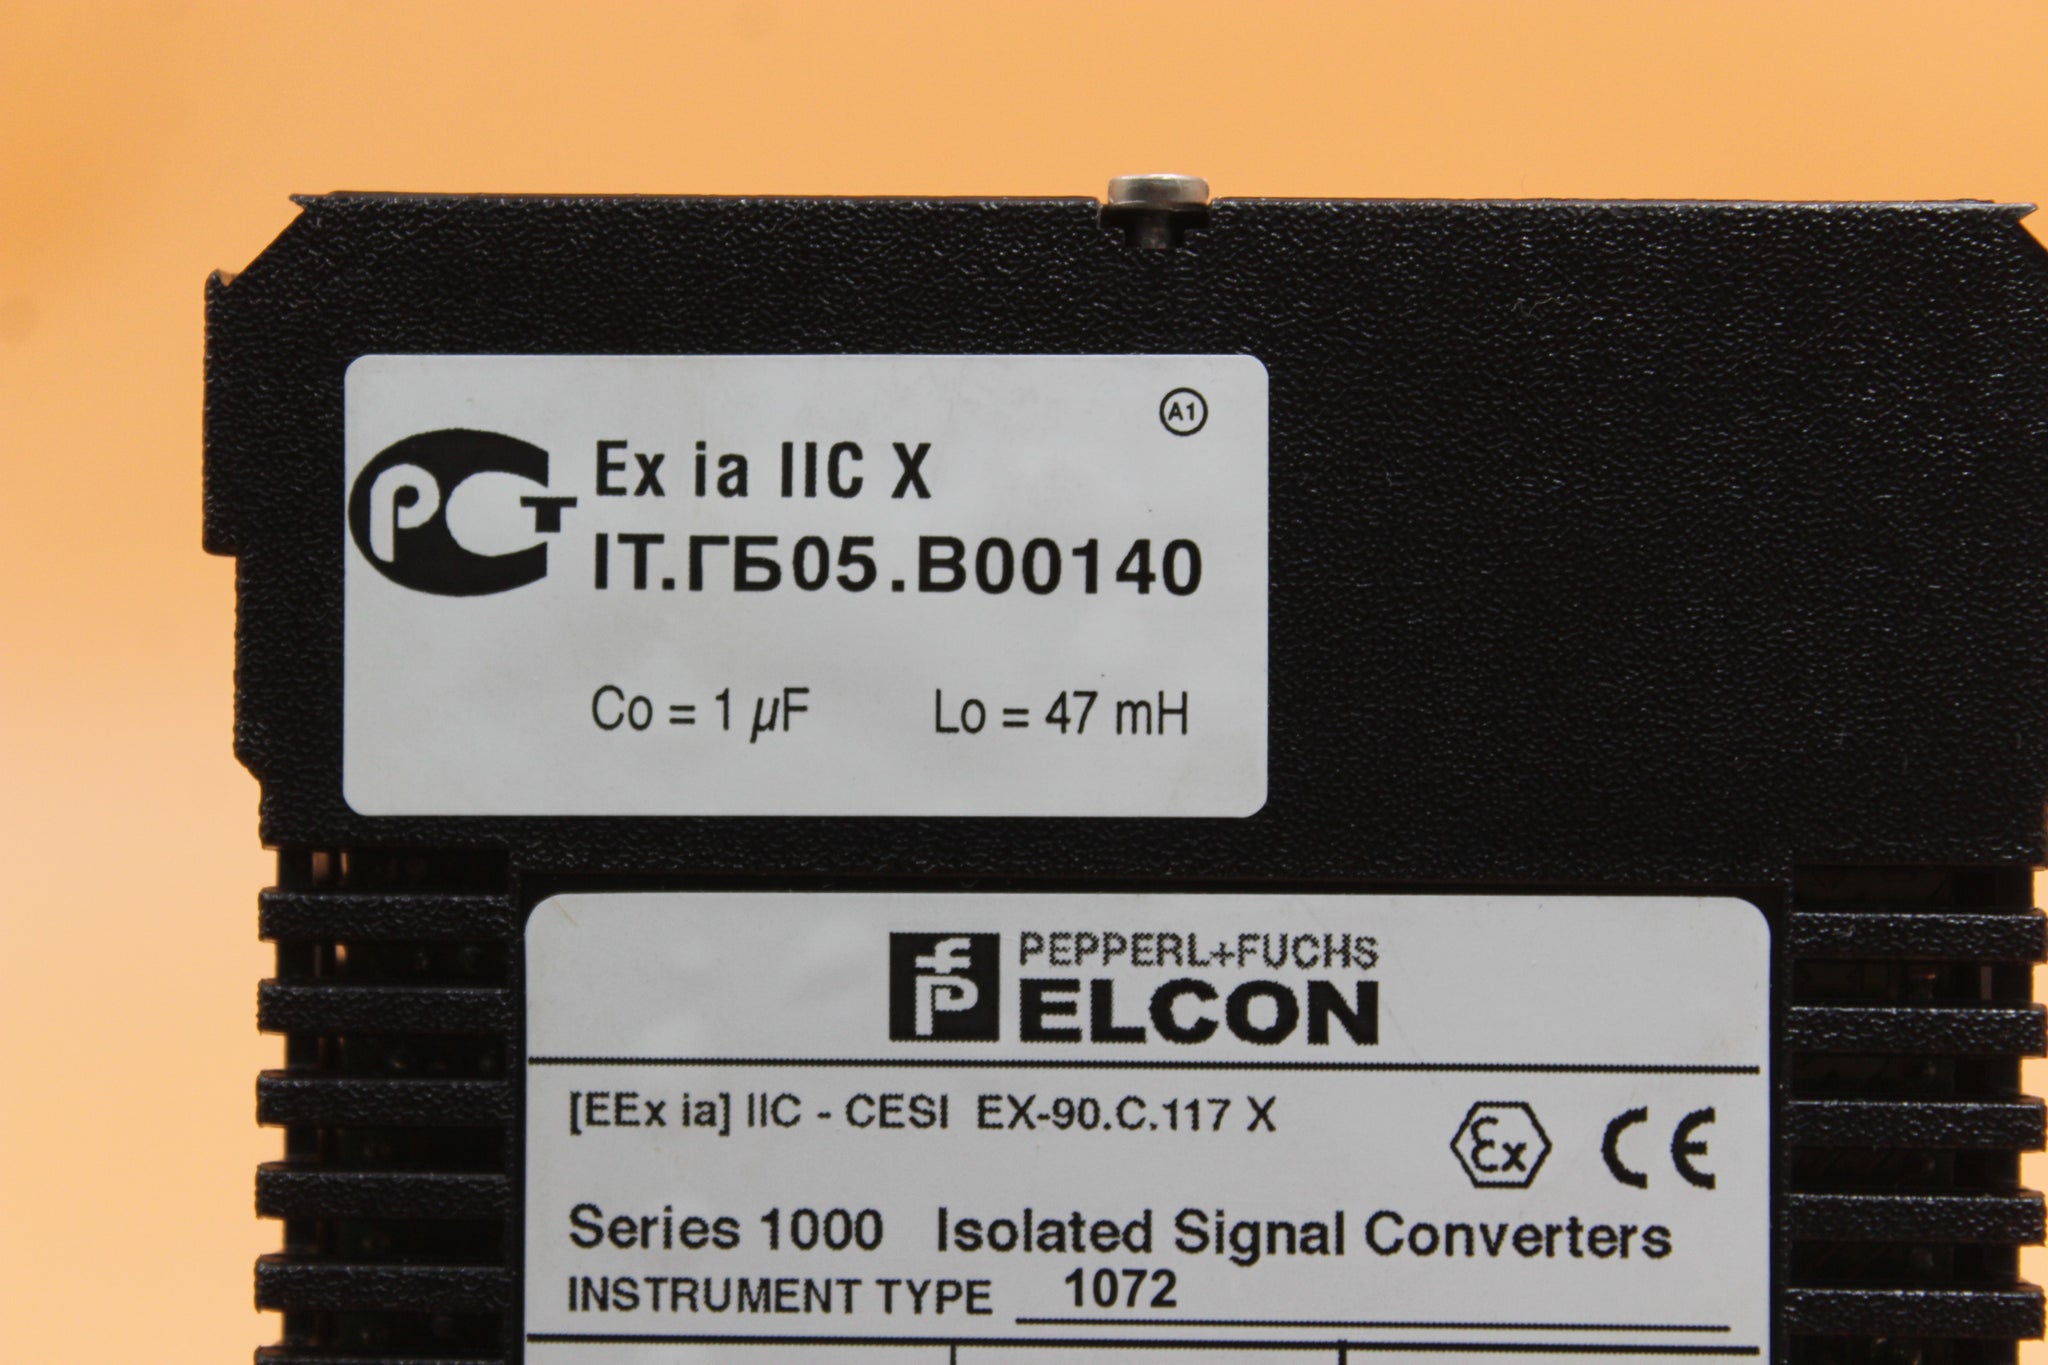 A1
РСТ
Ex ia IIC X
IT.ГБ05.B00140
Co = 1 µF Lo = 47 mH
PEPPERL+FUCHS
ELCON
[EEx ia] IIC - CESI EX-90.C.117 X
Ex CE
Series 1000 Isolated Signal Converters
INSTRUMENT TYPE 1072